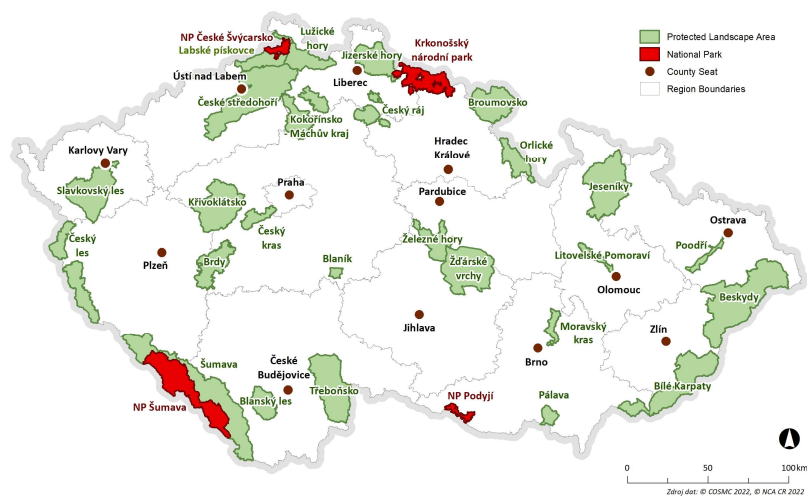 NP České Švýcarsko
Labské pískovce
Lužické
hory
Jizerské hory
Krkonošský
národní park
Ústí nad Labem
Liberec
České středohoří
Kokořínsko
- Máchův kraj
Český ráj
Broumovsko
Karlovy Vary
Slavkovský les
Hradec
Králové
Orlické
hory
Praha
Křivoklátsko
Pardubice
Jeseníky
Český
les
Český
kras
Železné hory
Ostrava
Poodří
Plzeň
Brdy
Blaník
Žďárské
vrchy
Litovelské Pomoraví
Olomouc
Beskydy
Jihlava
Moravský
kras
Zlín
Brno
Šumava
České
Budějovice
NP Šumava
Blanský les
Třeboňsko
NP Podyjí
Pálava
Bílé Karpaty
Protected Landscape Area
National Park
County Seat
Region Boundaries
0
50
100km
Zdroj dat: © COSMC 2022, © NCA CR 2022